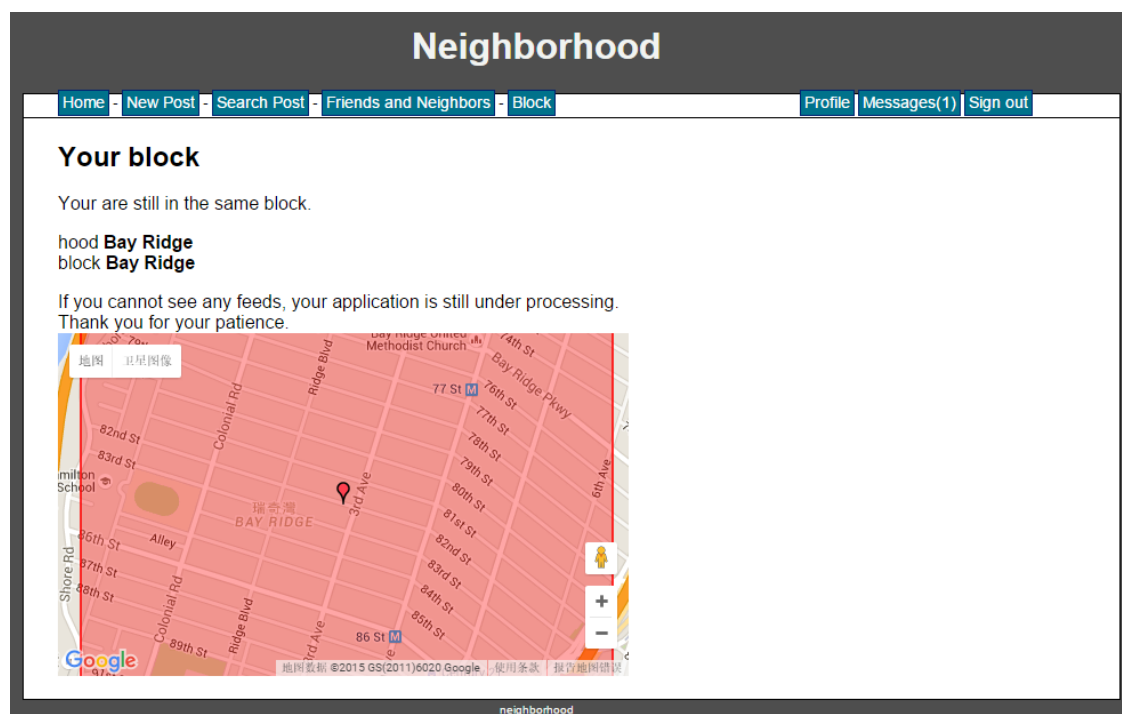 Neighborhood
Home - New Post - Search Post - Friends and Neighbors - Block
Profile Messages(1) Sign out
Your block
Your are still in the same block.
hood Bay Ridge
block Bay Ridge
If you cannot see any feeds, your application is still under processing.
Thank you for your patience.
地图 卫星图像
Methodist Church
74th St
Bay Ridge Pkwy
Ridge Blvd
77 St M
76th St
Colonial Rd
77th St
82nd St
78th St
83rd St
79th St
6th Ave
School
3rd Ave
80th St
瑞奇灣
BAY RIDGE
81st St
86th St
Alley
82nd St
87th St
83rd St
Shore Rd
88th St
84th St
Colonial Rd
Ridge Blvd
85th St
3rd Ave
86 St M
89th St
+
−
Google
地图数据 ©2015 GS(2011)6020 Google 使用条款 报告地图错误
neighborhood